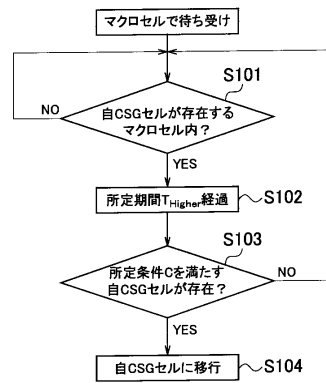 マクロセルで待ち受け
S101
NO
自CSGセルが存在する
マクロセル内?
YES
所定期間THigher経過
S102
S103
所定条件Cを満たす
自CSGセルが存在?
NO
YES
自CSGセルに移行
S104